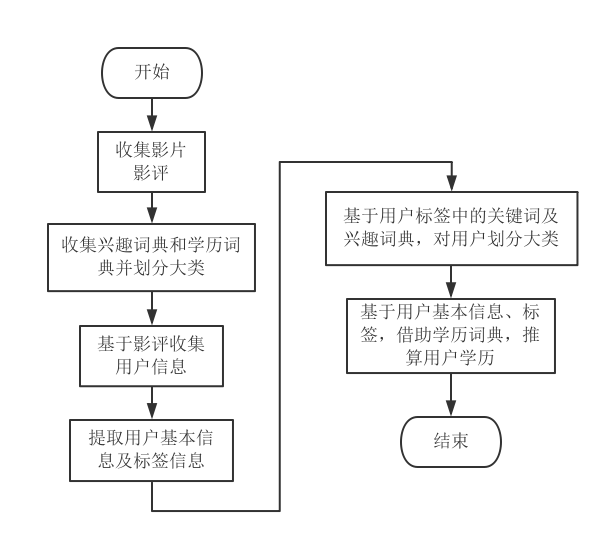 开始
收集影片
影评
收集兴趣词典和学历词
典并划分大类
基于影评收集
用户信息
提取用户基本信
息及标签信息
基于用户标签中的关键词及
兴趣词典，对用户划分大类
基于用户基本信息、标
签，借助学历词典，推
算用户学历
结束